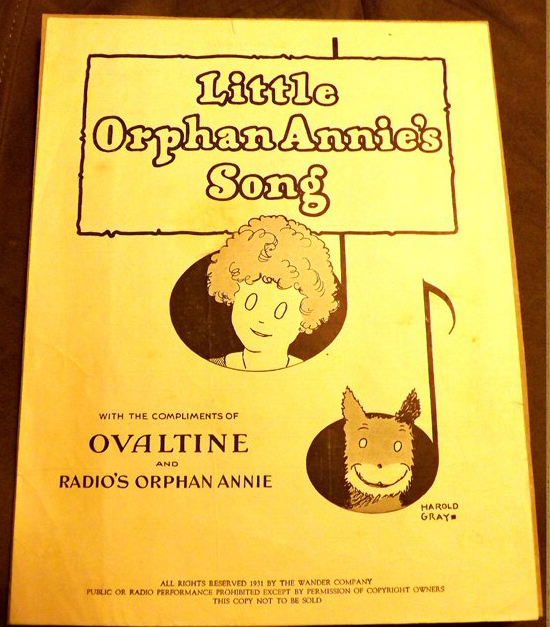 Little
Orphan Annie's
Song
WITH THE COMPLIMENTS OF
OVALTINE
AND
RADIO'S ORPHAN ANNIE
HAROLD
GRAY
ALL RIGHTS RESERVED 1931 BY THE WANDER COMPANY
PUBLIC OR RADIO PERFORMANCE PROHIBITED EXCEPT BY PERMISSION OF COPYRIGHT OWNERS
THIS COPY NOT TO BE SOLD